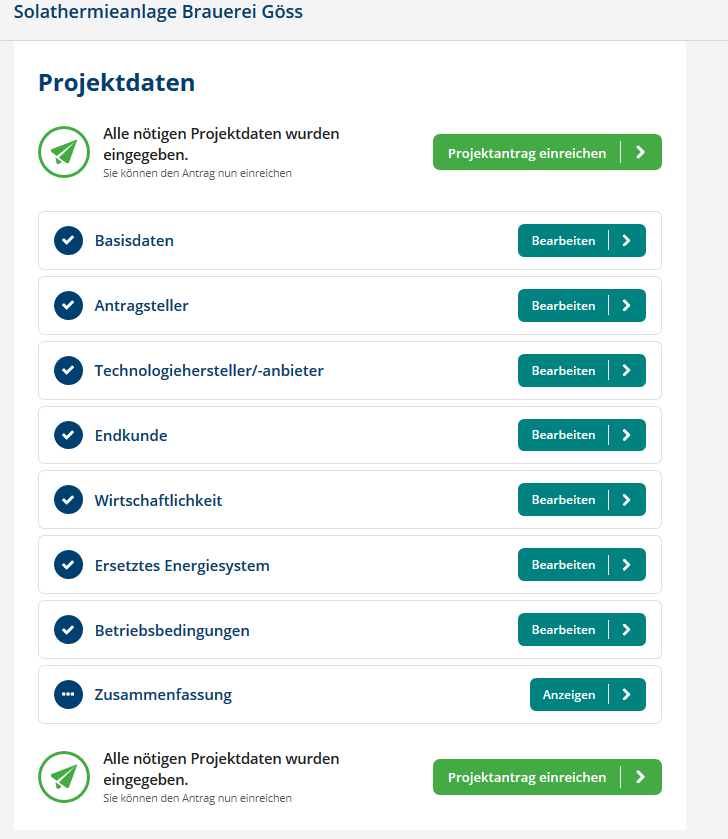 Solathermieanlage Brauerei Göss
Projektdaten
Alle nötigen Projektdaten wurden
eingegeben.
Sie können den Antrag nun einreichen
Projektantrag einreichen
Basisdaten
Bearbeiten
Antragsteller
Bearbeiten
Technologiehersteller/-anbieter
Bearbeiten
Endkunde
Bearbeiten
Wirtschaftlichkeit
Bearbeiten
Ersetztes Energiesystem
Bearbeiten
Betriebsbedingungen
Bearbeiten
Zusammenfassung
Anzeigen
Alle nötigen Projektdaten wurden
eingegeben.
Sie können den Antrag nun einreichen
Projektantrag einreichen